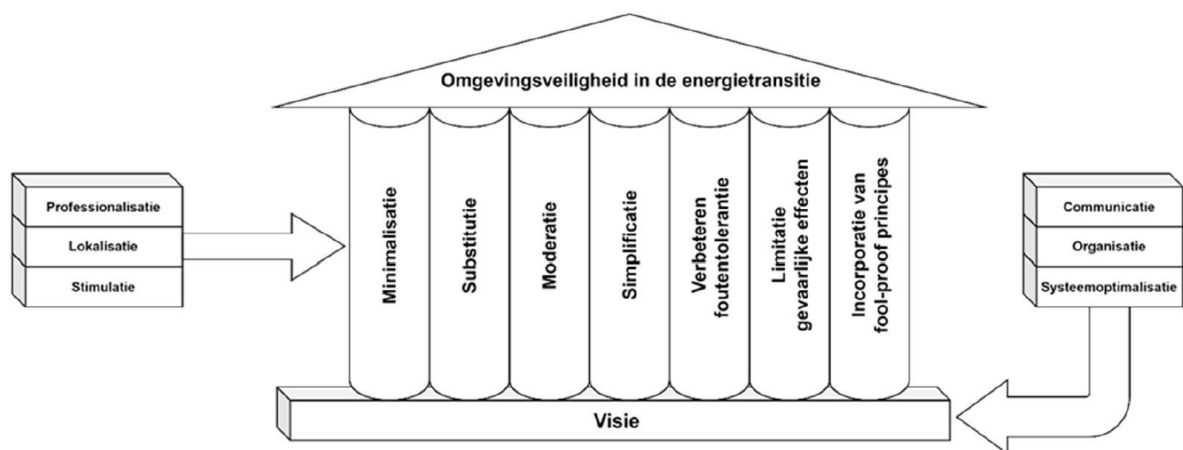 Omgevingsveiligheid in de energietransitie
Professionalisatie
Lokalisatie
Stimulatie
Minimalisatie
Substitutie
Moderatie
Simplificatie
Verbeteren
foutentolerantie
Limitatie
gevaarlijke effecten
Incorporatie van
fool-proof principes
Communicatie
Organisatie
Systeemoptimalisatie
Visie